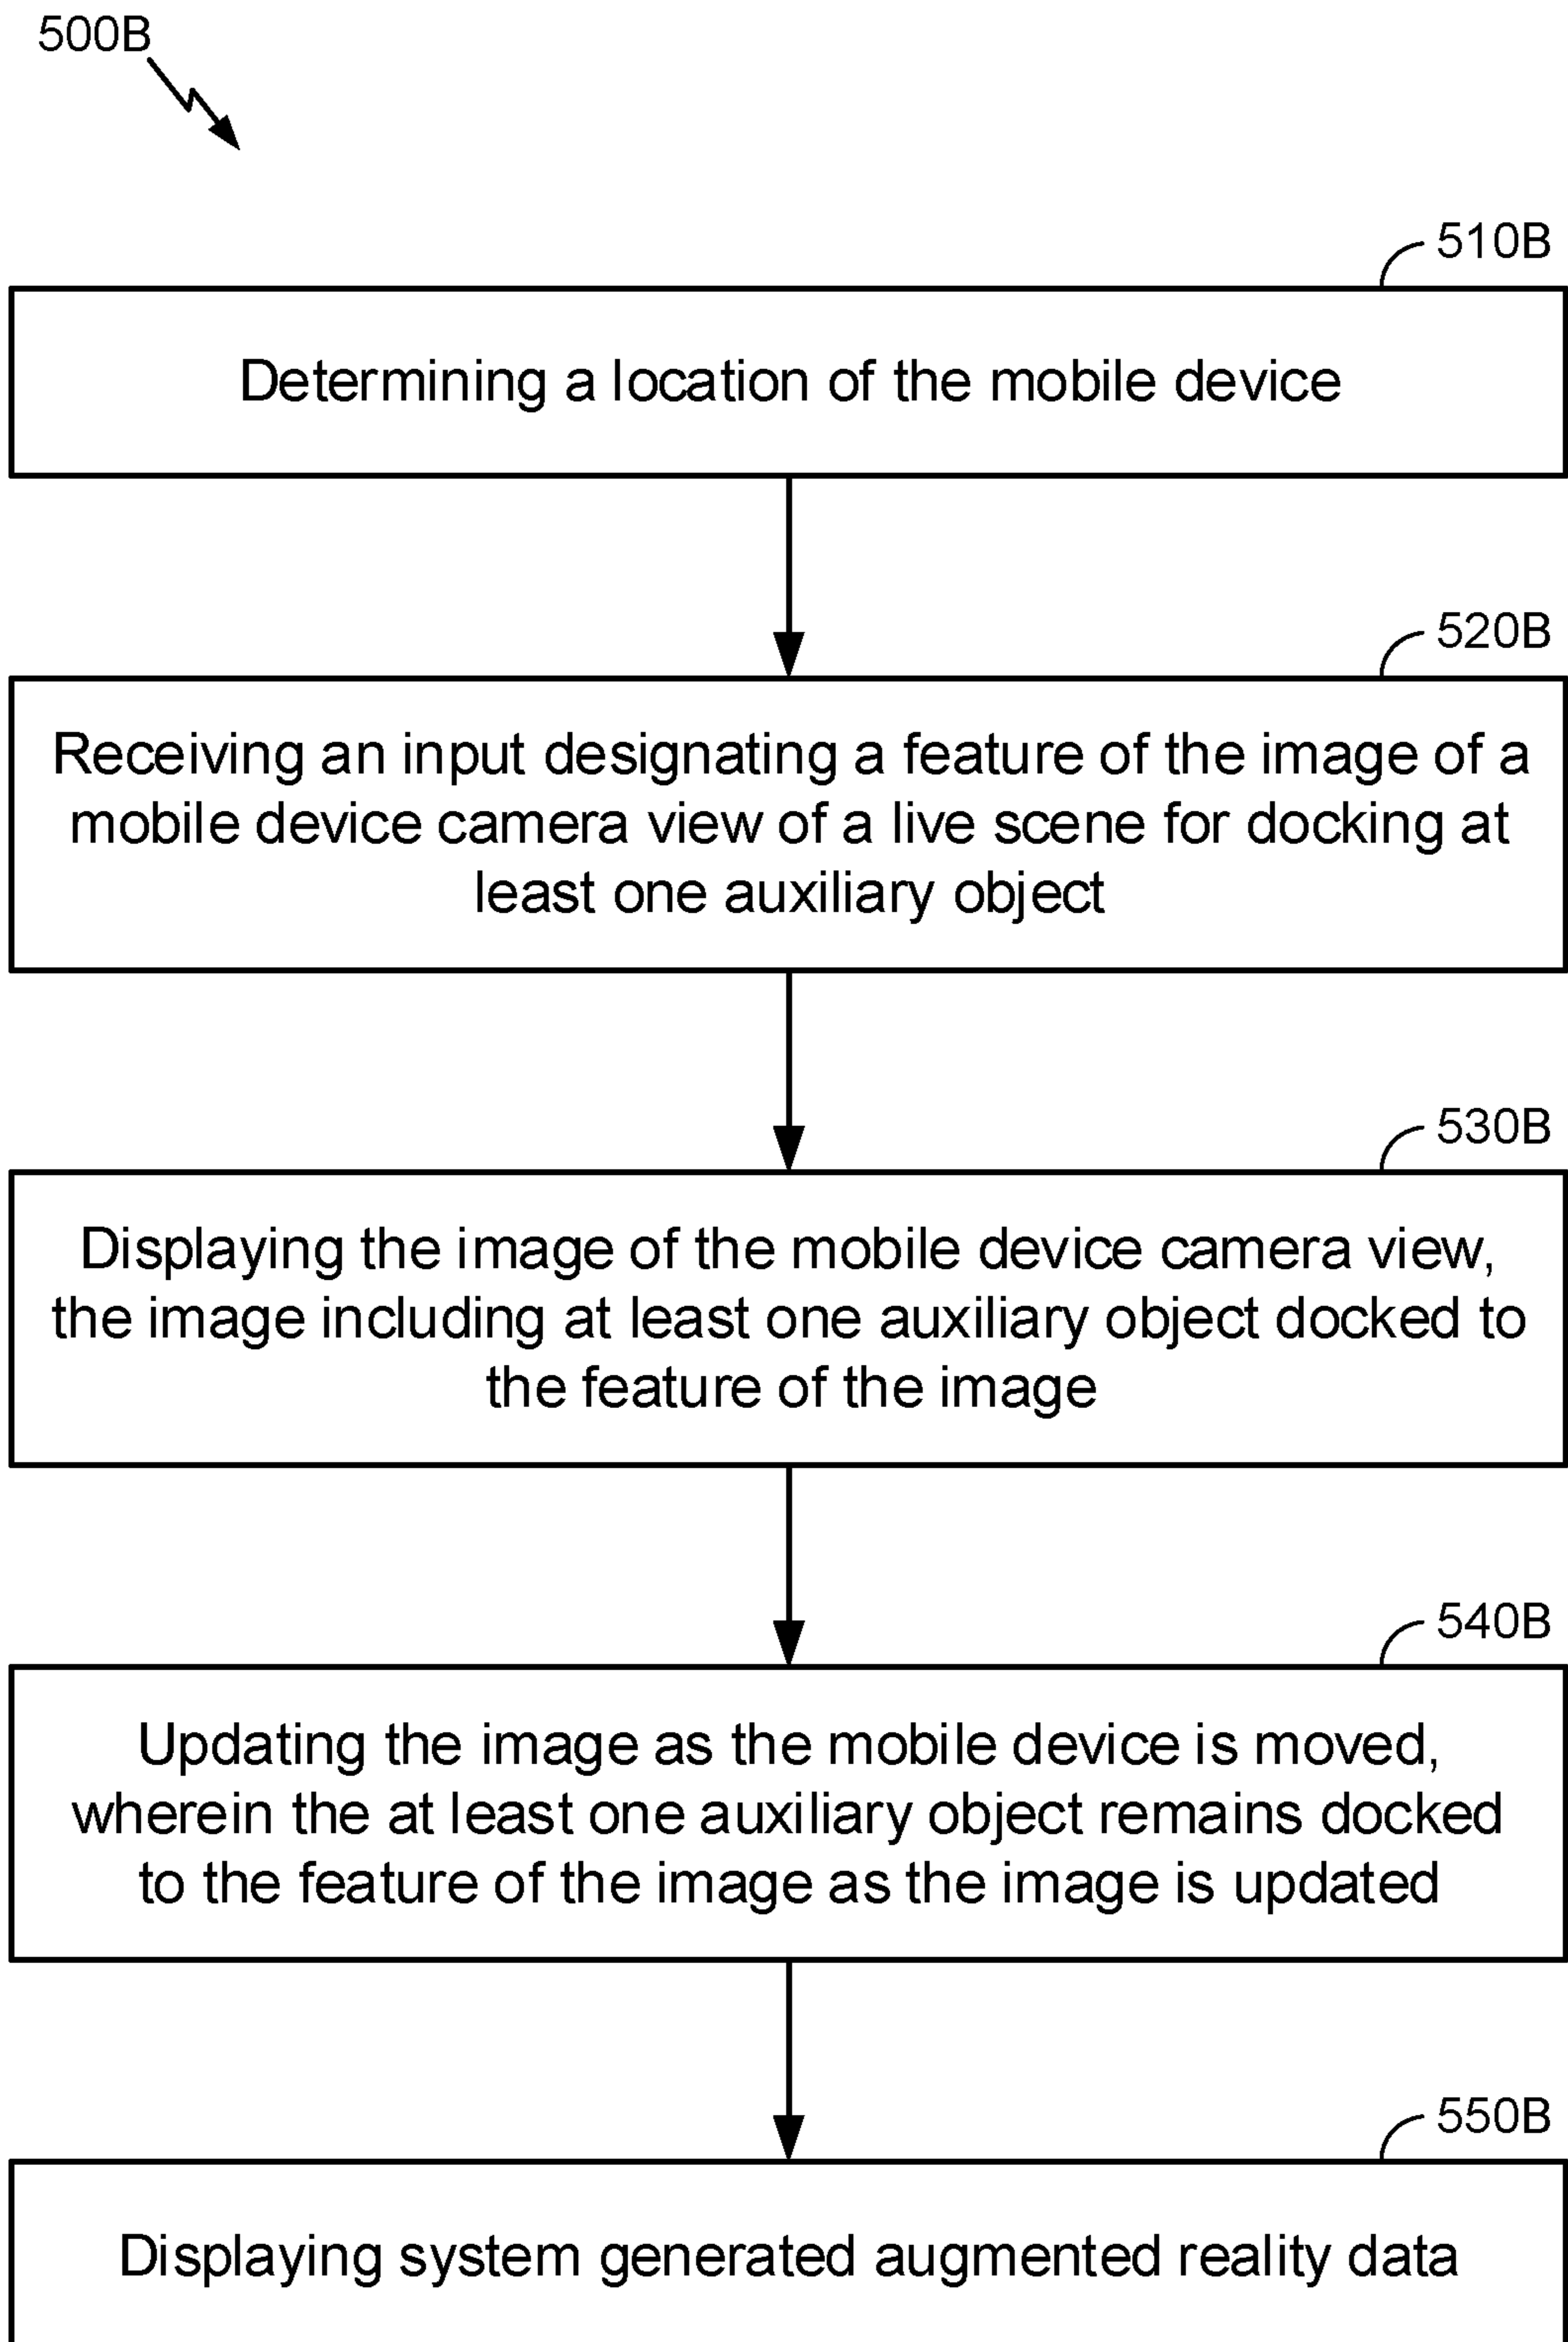 500B
510B
Determining a location of the mobile device
520B
Receiving an input designating a feature of the image of a
mobile device camera view of a live scene for docking at
least one auxiliary object
530B
Displaying the image of the mobile device camera view,
the image including at least one auxiliary object docked to
the feature of the image
540B
Updating the image as the mobile device is moved,
wherein the at least one auxiliary object remains docked
to the feature of the image as the image is updated
550B
Displaying system generated augmented reality data